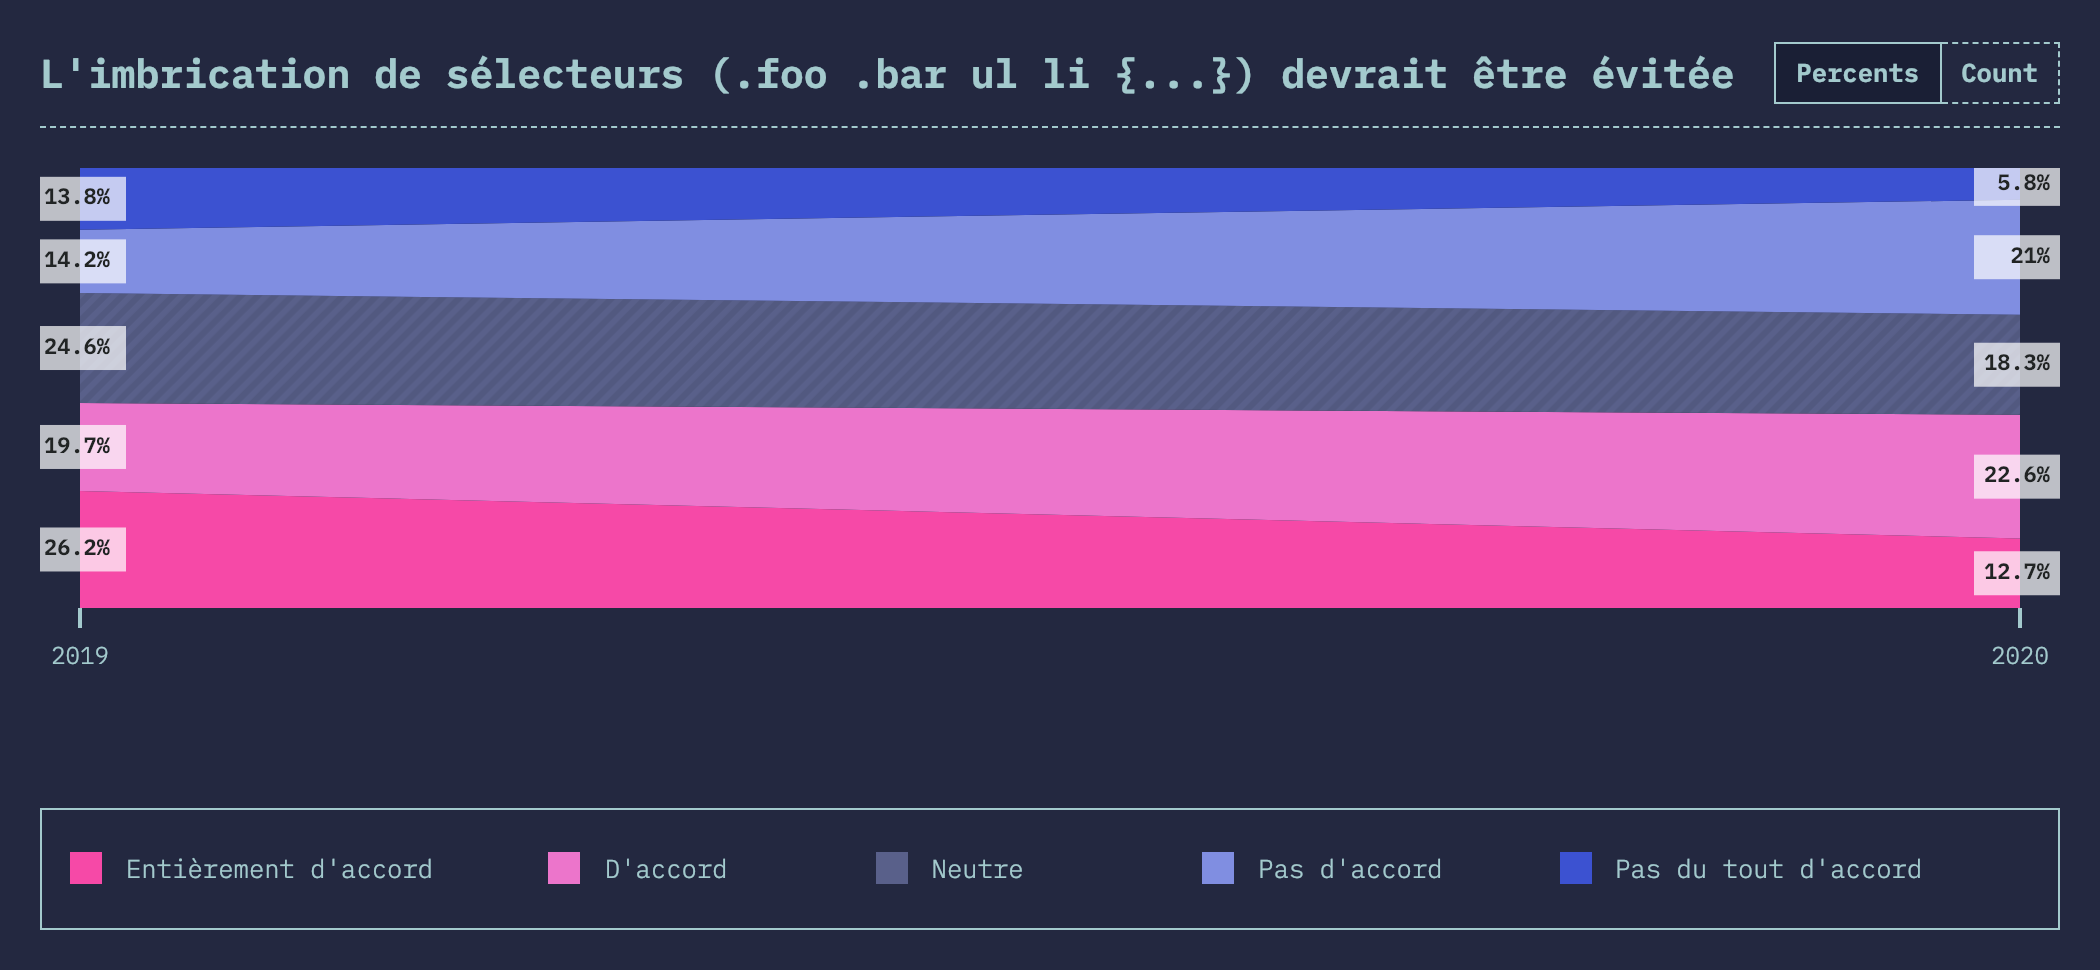 L'imbrication de sélecteurs (.foo .bar ul li {...}) devrait être évitée
Percents
Count
13.8%
5.8%
14.2%
21%
24.6%
18.3%
19.7%
22.6%
26.2%
12.7%
2019
2020
Entièrement d'accord
D'accord
Neutre
Pas d'accord
Pas du tout d'accord